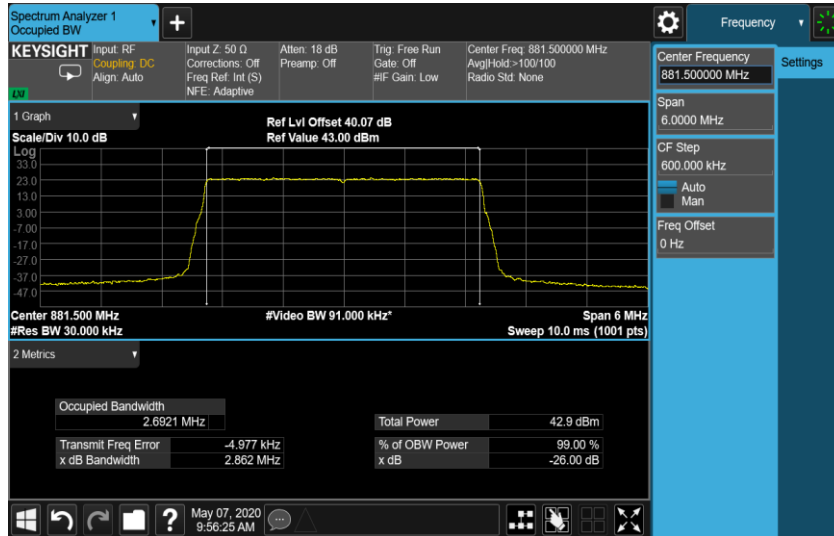 Spectrum Analyzer 1
Occupied BW
+
Frequency
KEYSIGHT
LXI
Input: RF
Coupling: DC
Align: Auto
Input Z: 50 Ω
Corrections: Off
Freq Ref: Int (S)
NFE: Adaptive
Atten: 18 dB
Preamp: Off
Trig: Free Run
Gate: Off
#IF Gain: Low
Center Freq: 881.500000 MHz
Avg|Hold:>100/100
Radio Std: None
Center Frequency
881.500000 MHz
Settings
Span
6.0000 MHz
CF Step
600.000 kHz
Auto
Man
Freq Offset
0 Hz
1 Graph
Scale/Div 10.0 dB
Ref Lvl Offset 40.07 dB
Ref Value 43.00 dBm
Log
33.0
23.0
13.0
3.00
-7.00
-17.0
-27.0
-37.0
-47.0
Center 881.500 MHz
#Video BW 91.000 kHz*
Span 6 MHz
#Res BW 30.000 kHz
Sweep 10.0 ms (1001 pts)
2 Metrics
Occupied Bandwidth
2.6921 MHz
Total Power 42.9 dBm
Transmit Freq Error -4.977 kHz
% of OBW Power 99.00 %
x dB Bandwidth 2.862 MHz
x dB -26.00 dB
?
May 07, 2020
9:56:25 AM